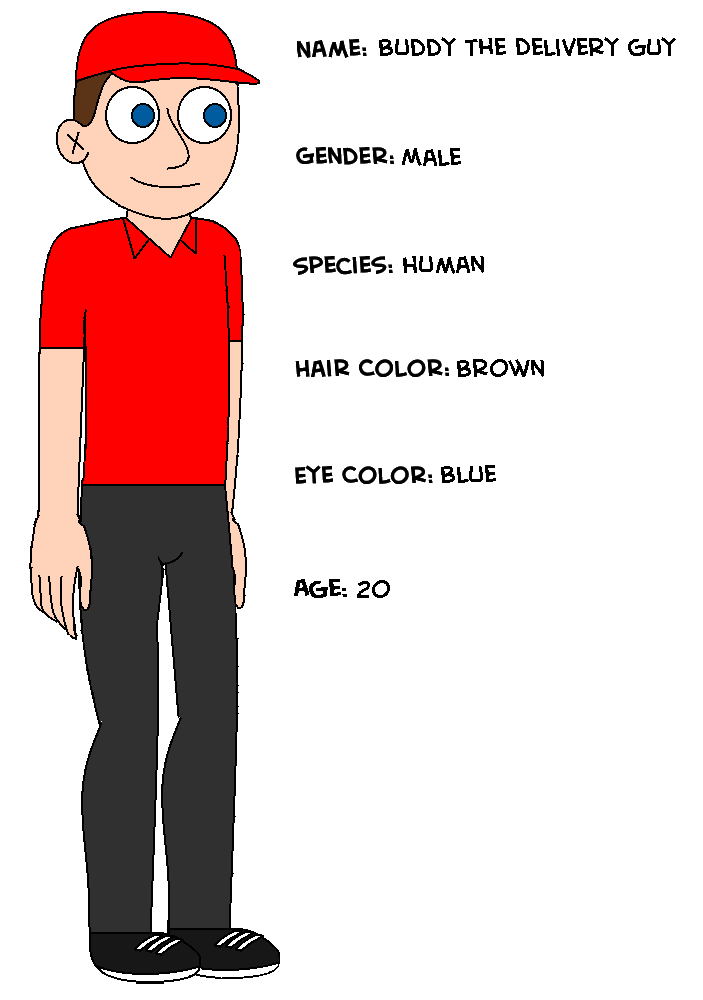 NAME: BUDDY THE DELIVERY GUY
GENDER: MALE
SPECIES: HUMAN
HAIR COLOR: BROWN
EYE COLOR: BLUE
AGE: 20